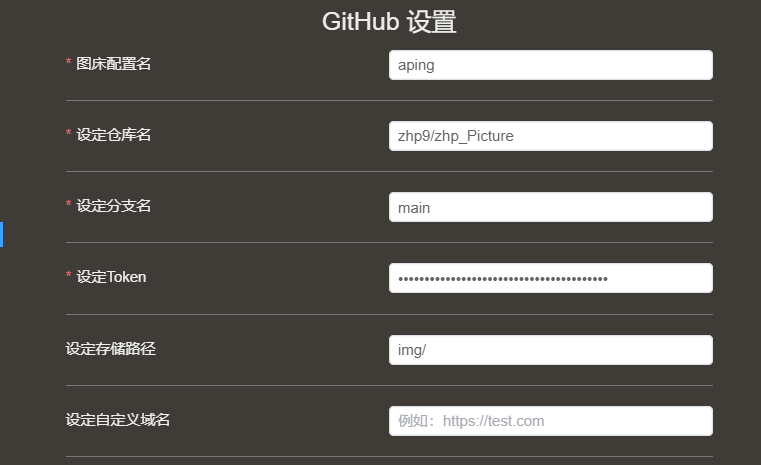 GitHub 设置
* 图床配置名 aping
* 设定仓库名 zhp9/zhp_Picture
* 设定分支名 main
* 设定Token ••••••••••••••••••••••••••••••••••••••••
设定存储路径 img/
设定自定义域名 例如：https://test.com